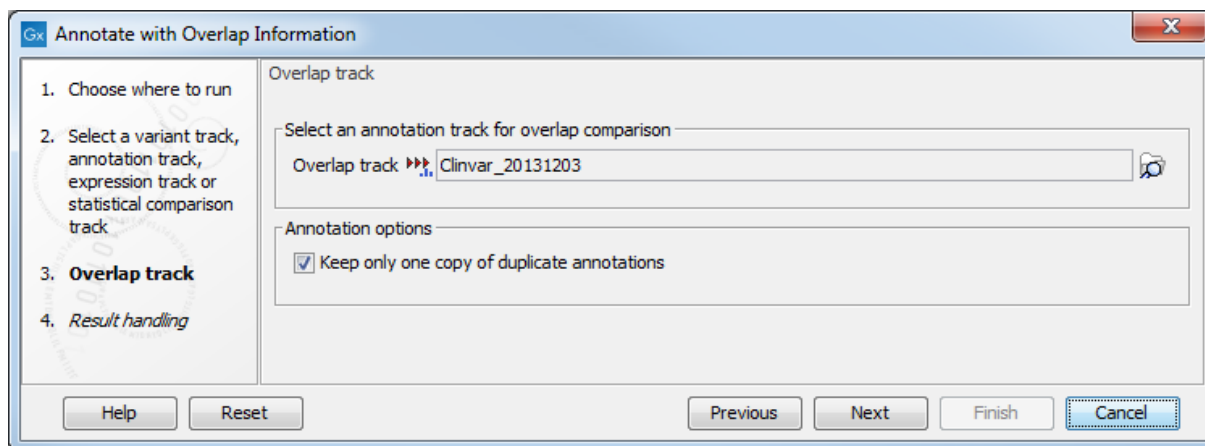 Gx Annotate with Overlap Information
X
1. Choose where to run
2. Select a variant track,
annotation track,
expression track or
statistical comparison
track
3. Overlap track
4. Result handling
Overlap track
Select an annotation track for overlap comparison
Overlap track Clinvar_20131203
Annotation options
Keep only one copy of duplicate annotations
Help Reset Previous Next Finish Cancel